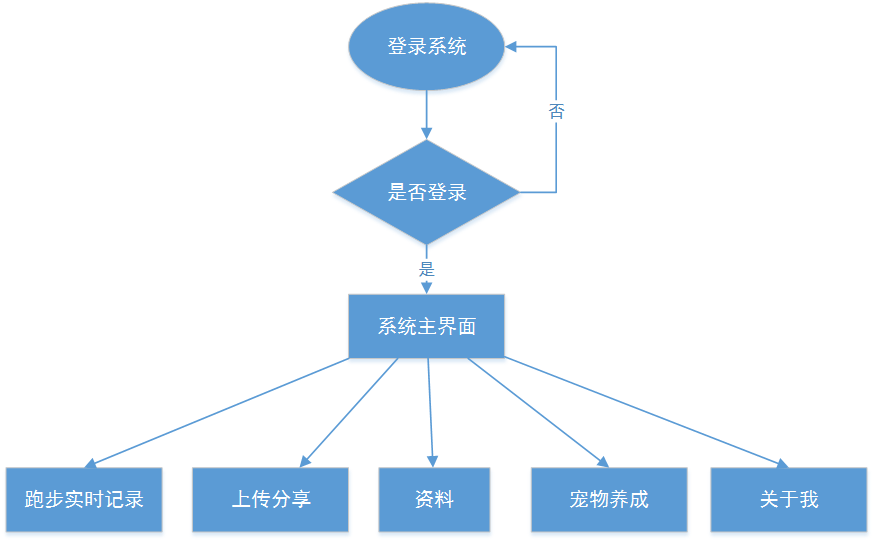 登录系统
否
是否登录
是
系统主界面
跑步实时记录
上传分享
资料
宠物养成
关于我